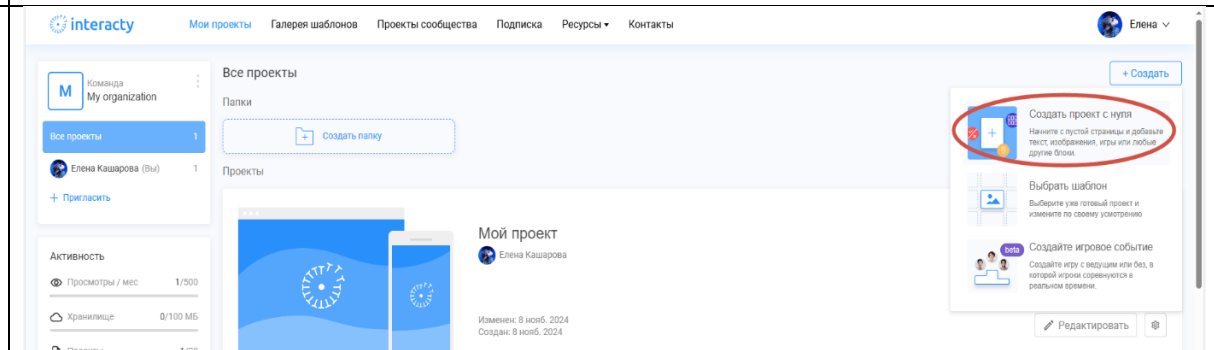 interacty
Мои проекты
Галерея шаблонов
Проекты сообщества
Подписка
Ресурсы
Контакты
Елена
M
Команда
My organization
Все проекты 1
Елена Кашарова (Вы) 1
+ Пригласить
Активность
Просмотры / мес 1/500
Хранилище 0/100 МБ
Все проекты
Папки
Создать папку
Проекты
Мой проект
Елена Кашарова
Изменен: 8 нояб. 2024
Создан: 8 нояб. 2024
+ Создать
Создать проект с нуля
Начните с пустой страницы и добавьте
текст, изображения, игры или любые
другие блоки.
Выбрать шаблон
Выберите уже готовый проект и
измените по своему усмотрению
beta
Создайте игровое событие
Создайте игру с ведущим или без, в
которой игроки соревнуются в
реальном времени.
Редактировать